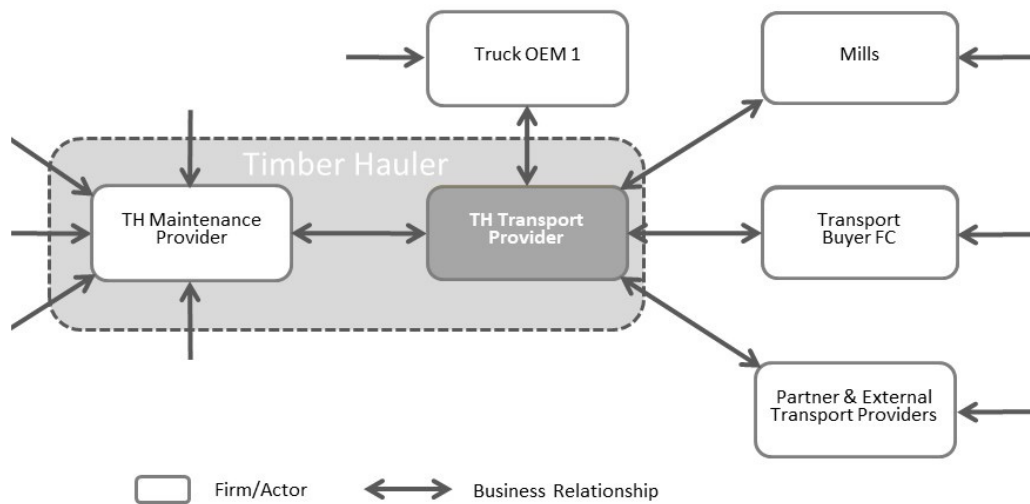 Truck OEM 1
Mills
Timber Hauler
TH Maintenance
Provider
TH Transport
Provider
Transport
Buyer FC
Partner & External
Transport Providers
Firm/Actor
Business Relationship